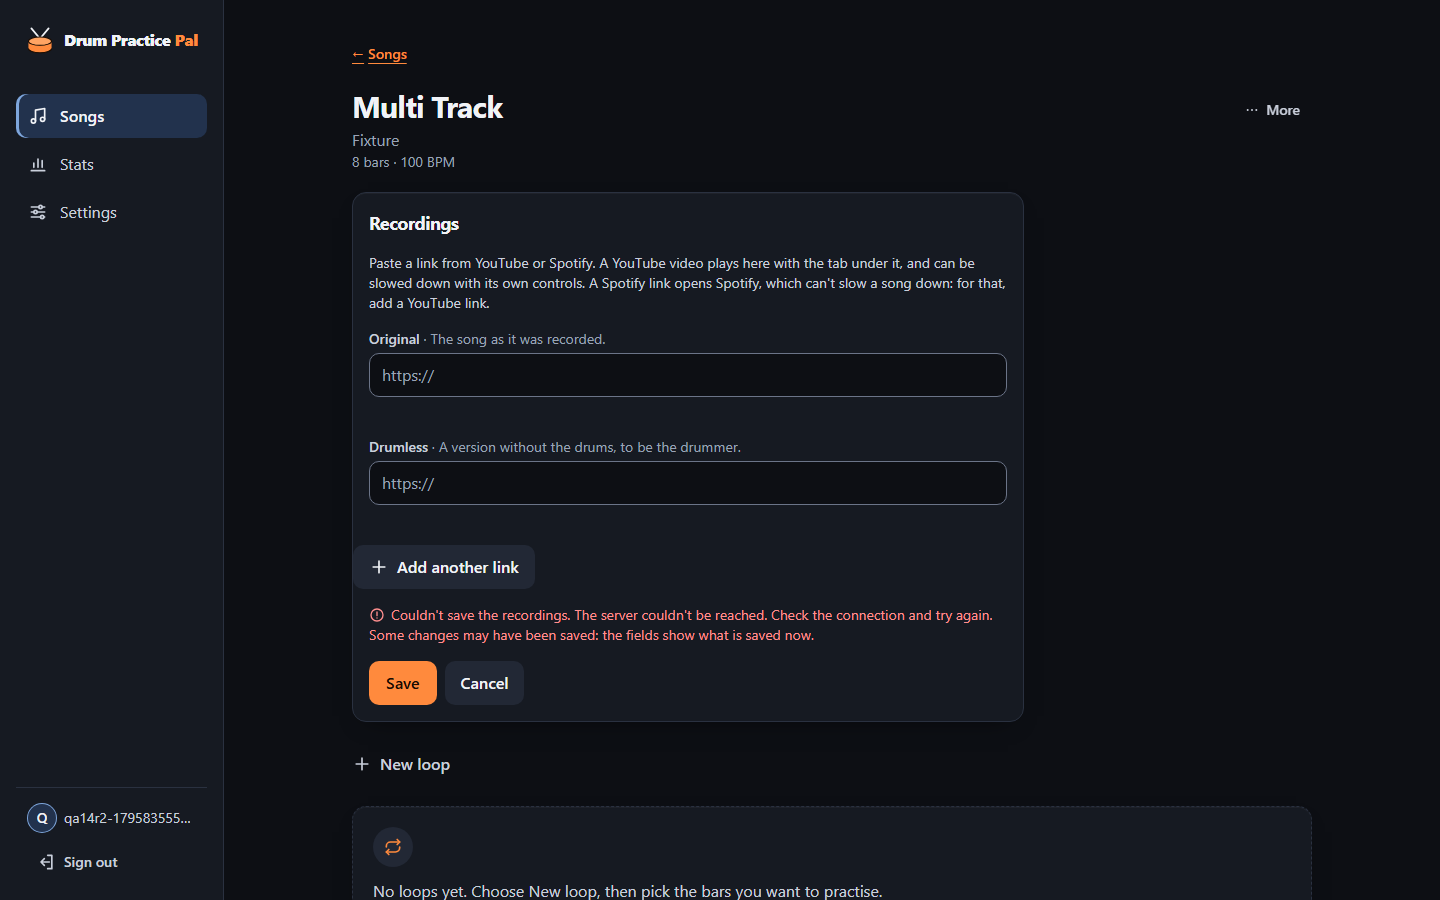 Drum Practice Pal
Songs
Stats
Settings
← Songs
Multi Track
Fixture
8 bars · 100 BPM
··· More
Recordings
Paste a link from YouTube or Spotify. A YouTube video plays here with the tab under it, and can
be slowed down with its own controls. A Spotify link opens Spotify, which can't slow a song down: for that,
add a YouTube link.
Original · The song as it was recorded.
https://
Drumless · A version without the drums, to be the drummer.
https://
+ Add another link
Couldn't save the recordings. The server couldn't be reached. Check the connection and try again.
Some changes may have been saved: the fields show what is saved now.
Save
Cancel
+ New loop
No loops yet. Choose New loop, then pick the bars you want to practise.
Q
qa14r2-179583555...
Sign out